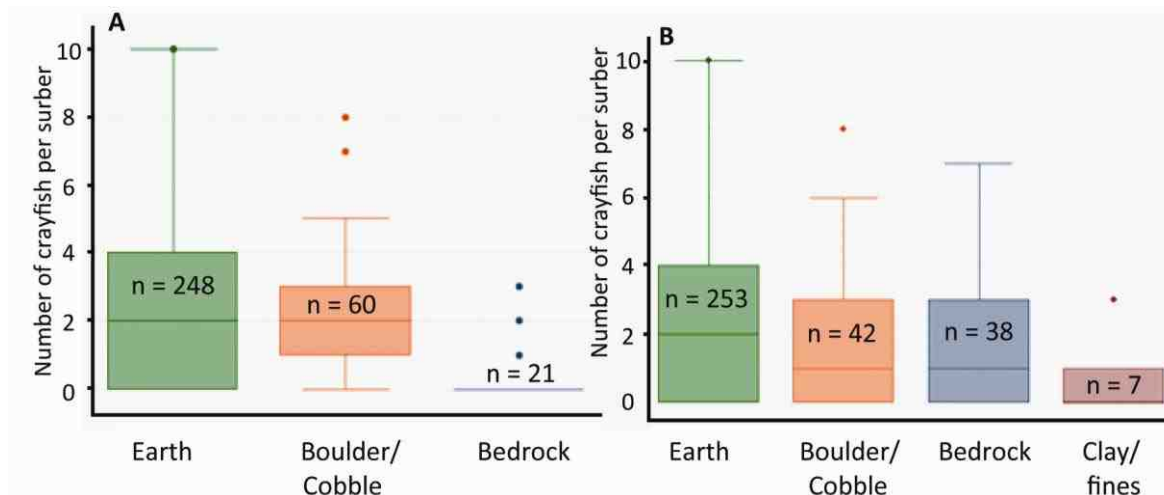 A
Number of crayfish per surber
10
8
6
4
2
0
n = 248
n = 60
n = 21
Earth
Boulder/
Cobble
Bedrock
B
Number of crayfish per surber
10
8
6
4
2
0
n = 253
n = 42
n = 38
n = 7
Earth
Boulder/
Cobble
Bedrock
Clay/
fines